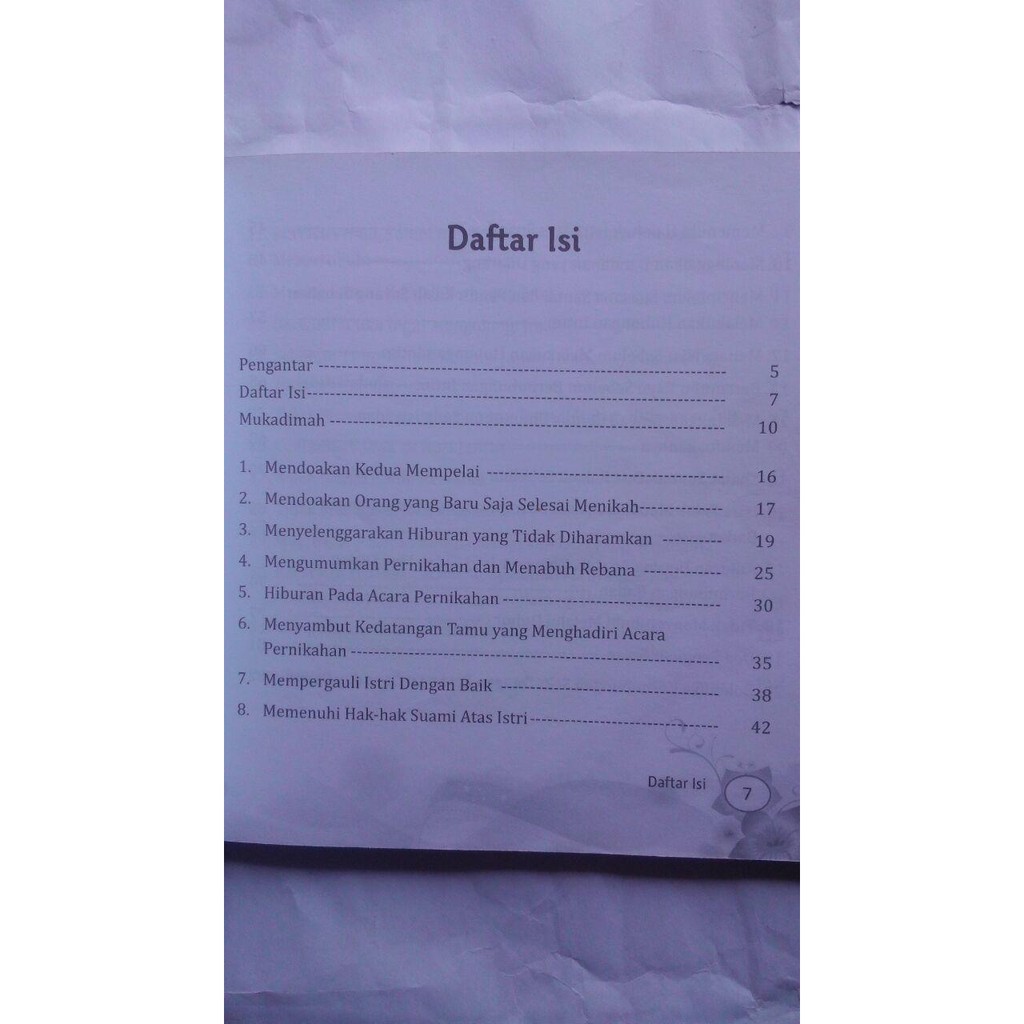 Daftar Isi
Pengantar ---------------------------------------- 5
Daftar Isi---------------------------------------- 7
Mukadimah ---------------------------------------- 10
1. Mendoakan Kedua Mempelai ---------------------------- 16
2. Mendoakan Orang yang Baru Saja Selesai Menikah-------------- 17
3. Menyelenggarakan Hiburan yang Tidak Diharamkan ---------- 19
4. Mengumumkan Pernikahan dan Menabuh Rebana ------------- 25
5. Hiburan Pada Acara Pernikahan -------------------------- 30
6. Menyambut Kedatangan Tamu yang Menghadiri Acara
Pernikahan ---------------------------------------- 35
7. Mempergauli Istri Dengan Baik -------------------------- 38
8. Memenuhi Hak-hak Suami Atas Istri----------------------- 42
Daftar Isi 7